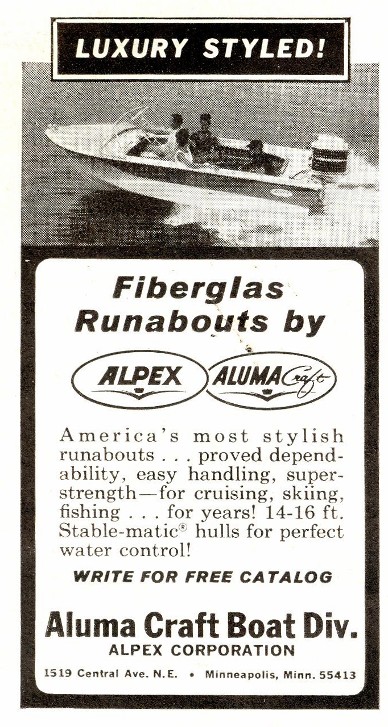 LUXURY STYLED!
Fiberglas
Runabouts by
ALPEX ALUMA Craft
America's most stylish
runabouts . . . proved depend-
ability, easy handling, super-
strength—for cruising, skiing,
fishing . . . for years! 14-16 ft.
Stable-matic® hulls for perfect
water control!
WRITE FOR FREE CATALOG
Aluma Craft Boat Div.
ALPEX CORPORATION
1519 Central Ave. N.E. • Minneapolis, Minn. 55413